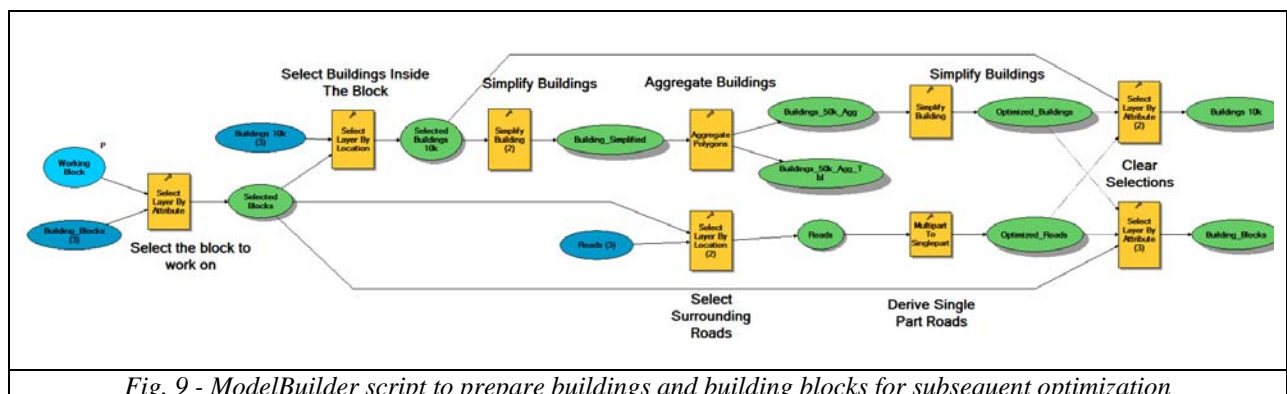 Select Buildings Inside
The Block
Simplify Buildings
Aggregate Buildings
Simplify Buildings
Buildings 10k
(3)
Select
Layer By
Location
Selected
Buildings
10k
Simplify
Building
(2)
Building_Simplified
Aggregate
Polygons
Buildings_50k_Agg
Buildings_50k_Agg_T
bl
Simplify
Building
Optimized_Buildings
Select
Layer By
Attribute
(2)
Buildings 10k
P
Working
Block
Building_Blocks
(3)
Select
Layer By
Attribute
Selected
Blocks
Select the block to
work on
Roads (3)
Select
Layer By
Location
(2)
Roads
Multipart
To
Singlepart
Optimized_Roads
Clear
Selections
Select
Layer By
Attribute
(3)
Building_Blocks
Select
Surrounding
Roads
Derive Single
Part Roads
Fig. 9 - ModelBuilder script to prepare buildings and building blocks for subsequent optimization